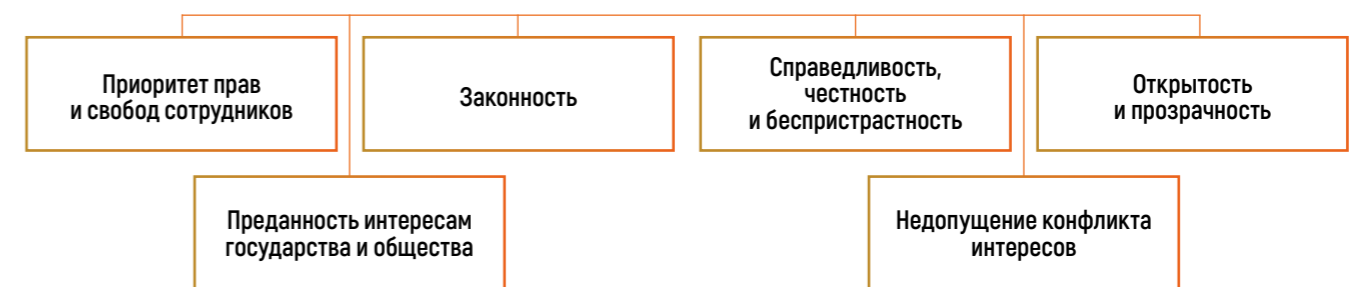 Приоритет прав
и свобод сотрудников
Законность
Справедливость,
честность
и беспристрастность
Открытость
и прозрачность
Преданность интересам
государства и общества
Недопущение конфликта
интересов